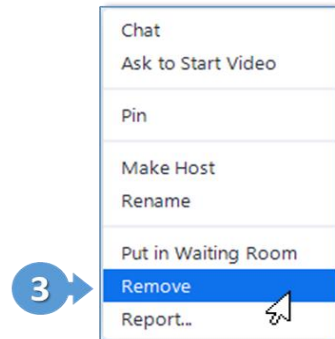 Chat
Ask to Start Video
Pin
Make Host
Rename
Put in Waiting Room
3 Remove
Report...